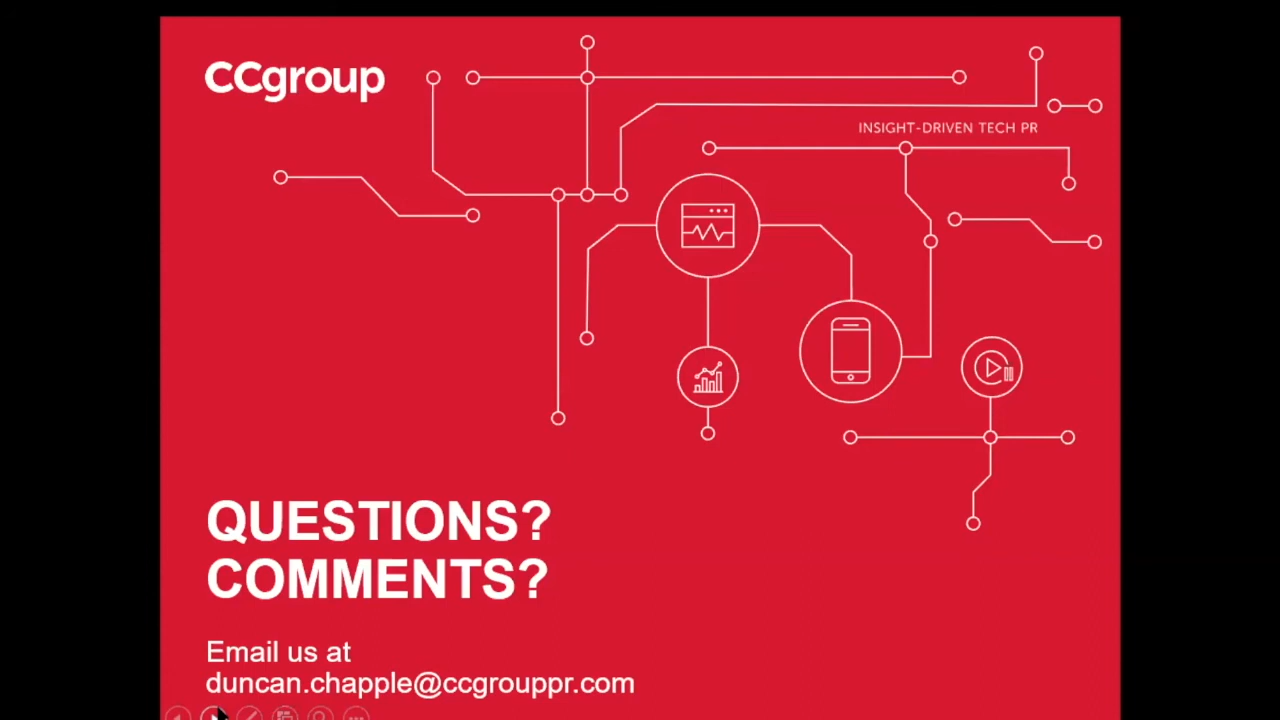 CCgroup
INSIGHT-DRIVEN TECH PR
QUESTIONS?
COMMENTS?
Email us at
duncan.chapple@ccgrouppr.com